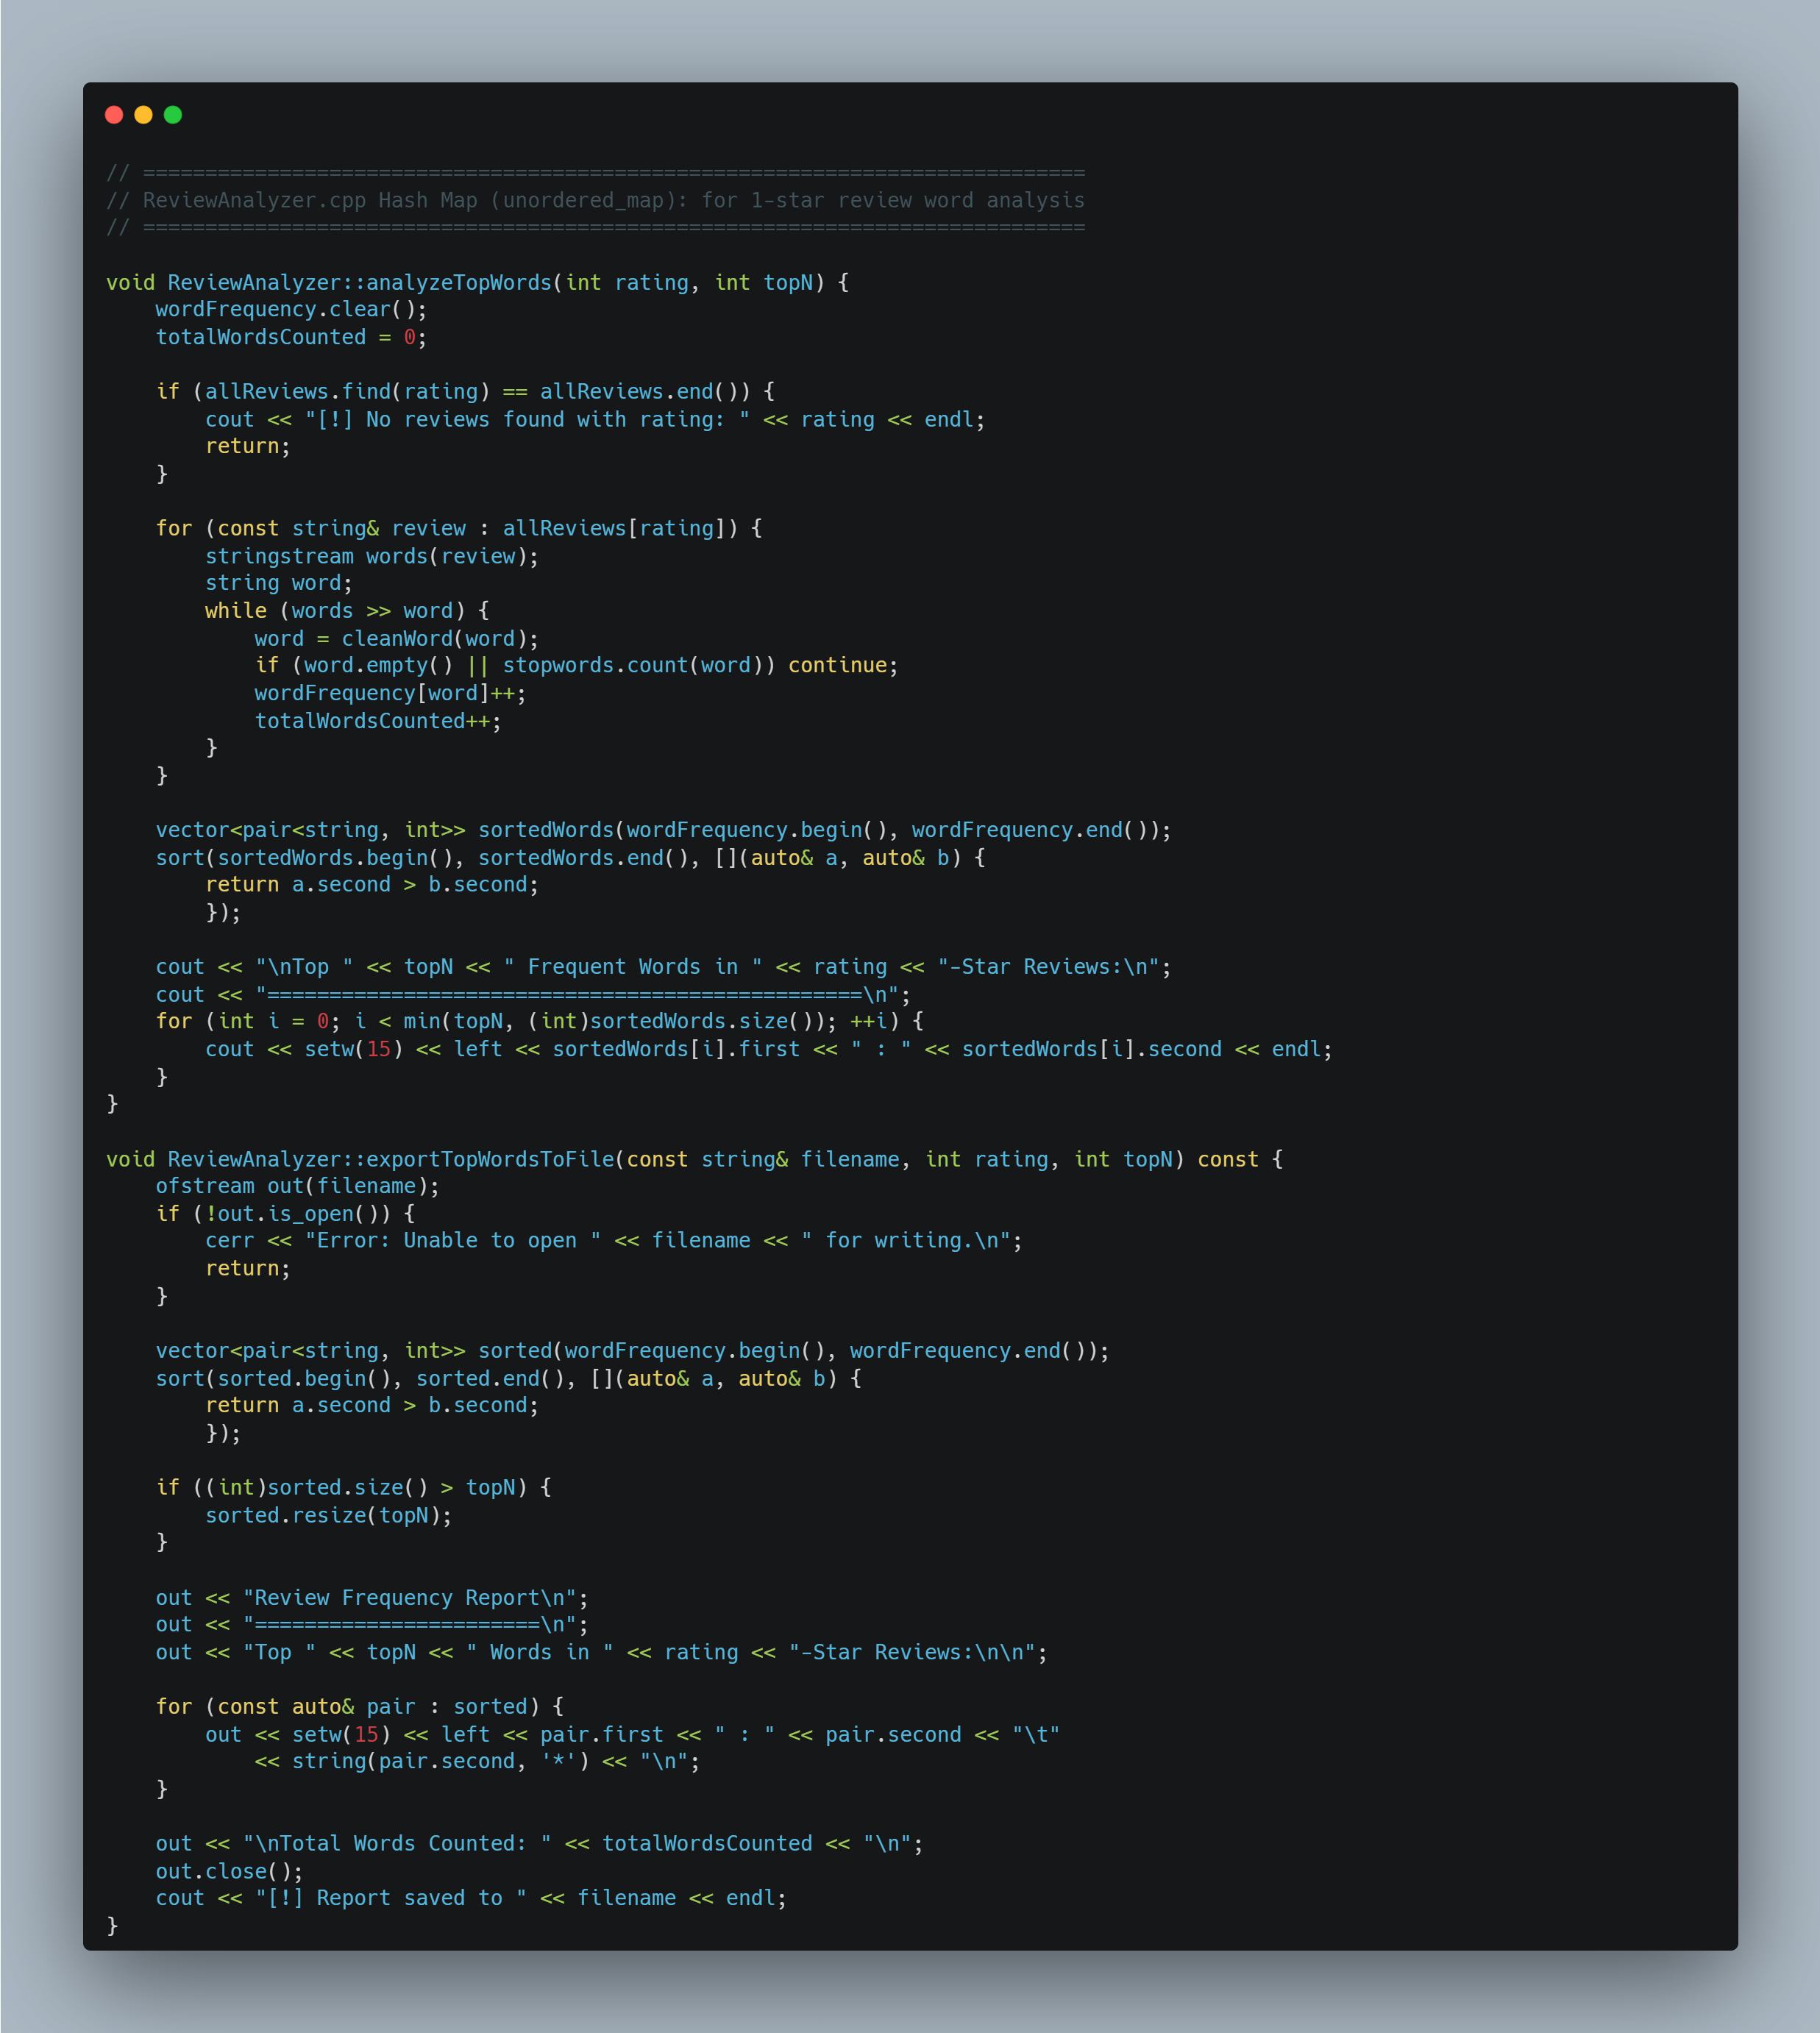 // ============================================================================
// ReviewAnalyzer.cpp Hash Map (unordered_map): for 1-star review word analysis
// ============================================================================
void ReviewAnalyzer::analyzeTopWords(int rating, int topN) {
    wordFrequency.clear();
    totalWordsCounted = 0;
    if (allReviews.find(rating) == allReviews.end()) {
        cout << "[!] No reviews found with rating: " << rating << endl;
        return;
    }
    for (const string& review : allReviews[rating]) {
        stringstream words(review);
        string word;
        while (words >> word) {
            word = cleanWord(word);
            if (word.empty() || stopwords.count(word)) continue;
            wordFrequency[word]++;
            totalWordsCounted++;
        }
    }
    vector<pair<string, int>> sortedWords(wordFrequency.begin(), wordFrequency.end());
    sort(sortedWords.begin(), sortedWords.end(), [](auto& a, auto& b) {
        return a.second > b.second;
        });
    cout << "\nTop " << topN << " Frequent Words in " << rating << "-Star Reviews:\n";
    cout << "================================================\n";
    for (int i = 0; i < min(topN, (int)sortedWords.size()); ++i) {
        cout << setw(15) << left << sortedWords[i].first << " : " << sortedWords[i].second << endl;
    }
}
void ReviewAnalyzer::exportTopWordsToFile(const string& filename, int rating, int topN) const {
    ofstream out(filename);
    if (!out.is_open()) {
        cerr << "Error: Unable to open " << filename << " for writing.\n";
        return;
    }
    vector<pair<string, int>> sorted(wordFrequency.begin(), wordFrequency.end());
    sort(sorted.begin(), sorted.end(), [](auto& a, auto& b) {
        return a.second > b.second;
        });
    if ((int)sorted.size() > topN) {
        sorted.resize(topN);
    }
    out << "Review Frequency Report\n";
    out << "=======================\n";
    out << "Top " << topN << " Words in " << rating << "-Star Reviews:\n\n";
    for (const auto& pair : sorted) {
        out << setw(15) << left << pair.first << " : " << pair.second << "\t"
            << string(pair.second, '*') << "\n";
    }
    out << "\nTotal Words Counted: " << totalWordsCounted << "\n";
    out.close();
    cout << "[!] Report saved to " << filename << endl;
}